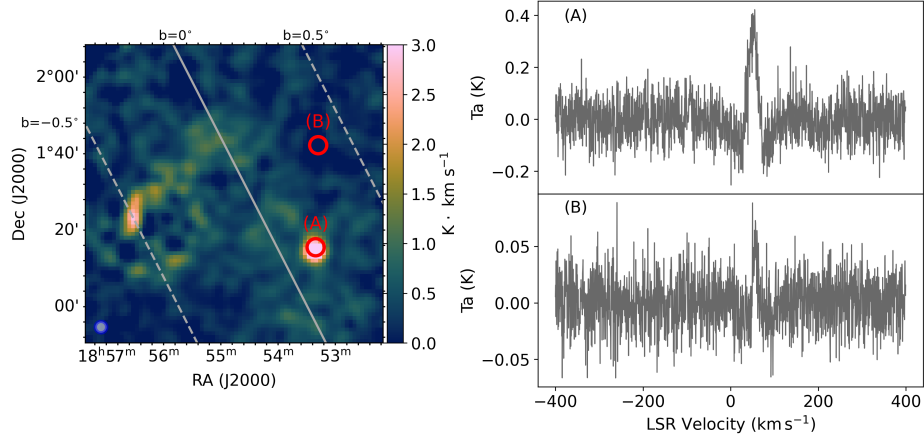 b=0° b=0.5°
2°00'
b=−0.5°
1°40'
20'
00'
Dec (J2000)
(B)
(A)
18ʰ57ᵐ 56ᵐ 55ᵐ 54ᵐ 53ᵐ
RA (J2000)
3.0
2.5
2.0
1.5
1.0
0.5
0.0
K · km s⁻¹
(A)
0.4
0.2
0.0
−0.2
Ta (K)
(B)
0.05
0.00
−0.05
Ta (K)
−400 −200 0 200 400
LSR Velocity (km s⁻¹)